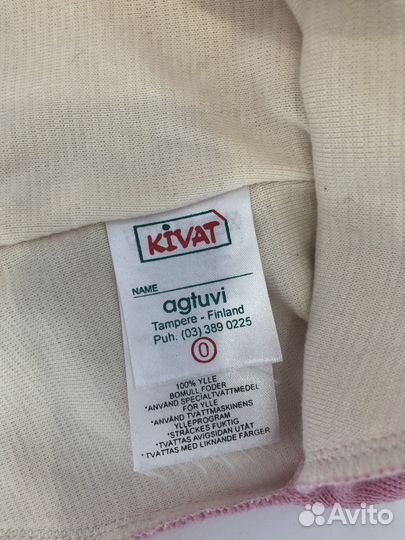 KIVAT
NAME
agtuvi
Tampere - Finland
Puh. (03) 389 0225
0
100% YLLE
BOMULL FODER
*ANVÄND SPECIALTVÄTTMEDEL
FÖR YLLE
*ANVÄND TVÄTTMASKINENS
YLLEPROGRAM
*STRÄCKES FUKTIG
*TVÄTTAS AVIGSIDAN UTÅT
*TVÄTTAS MED LIKNANDE FÄRGER
Avito